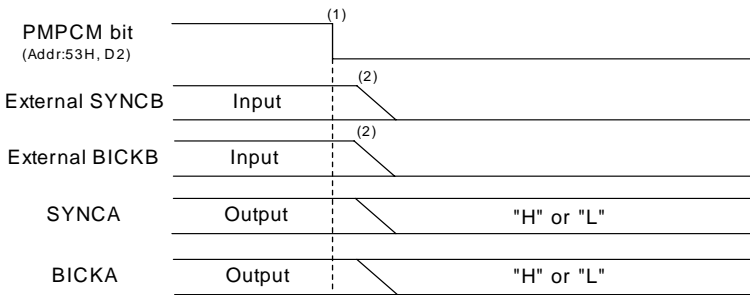 (1)
PMPCM bit
(Addr:53H, D2)
(2)
External SYNCB Input
(2)
External BICKB Input
SYNCA Output "H" or "L"
BICKA Output "H" or "L"